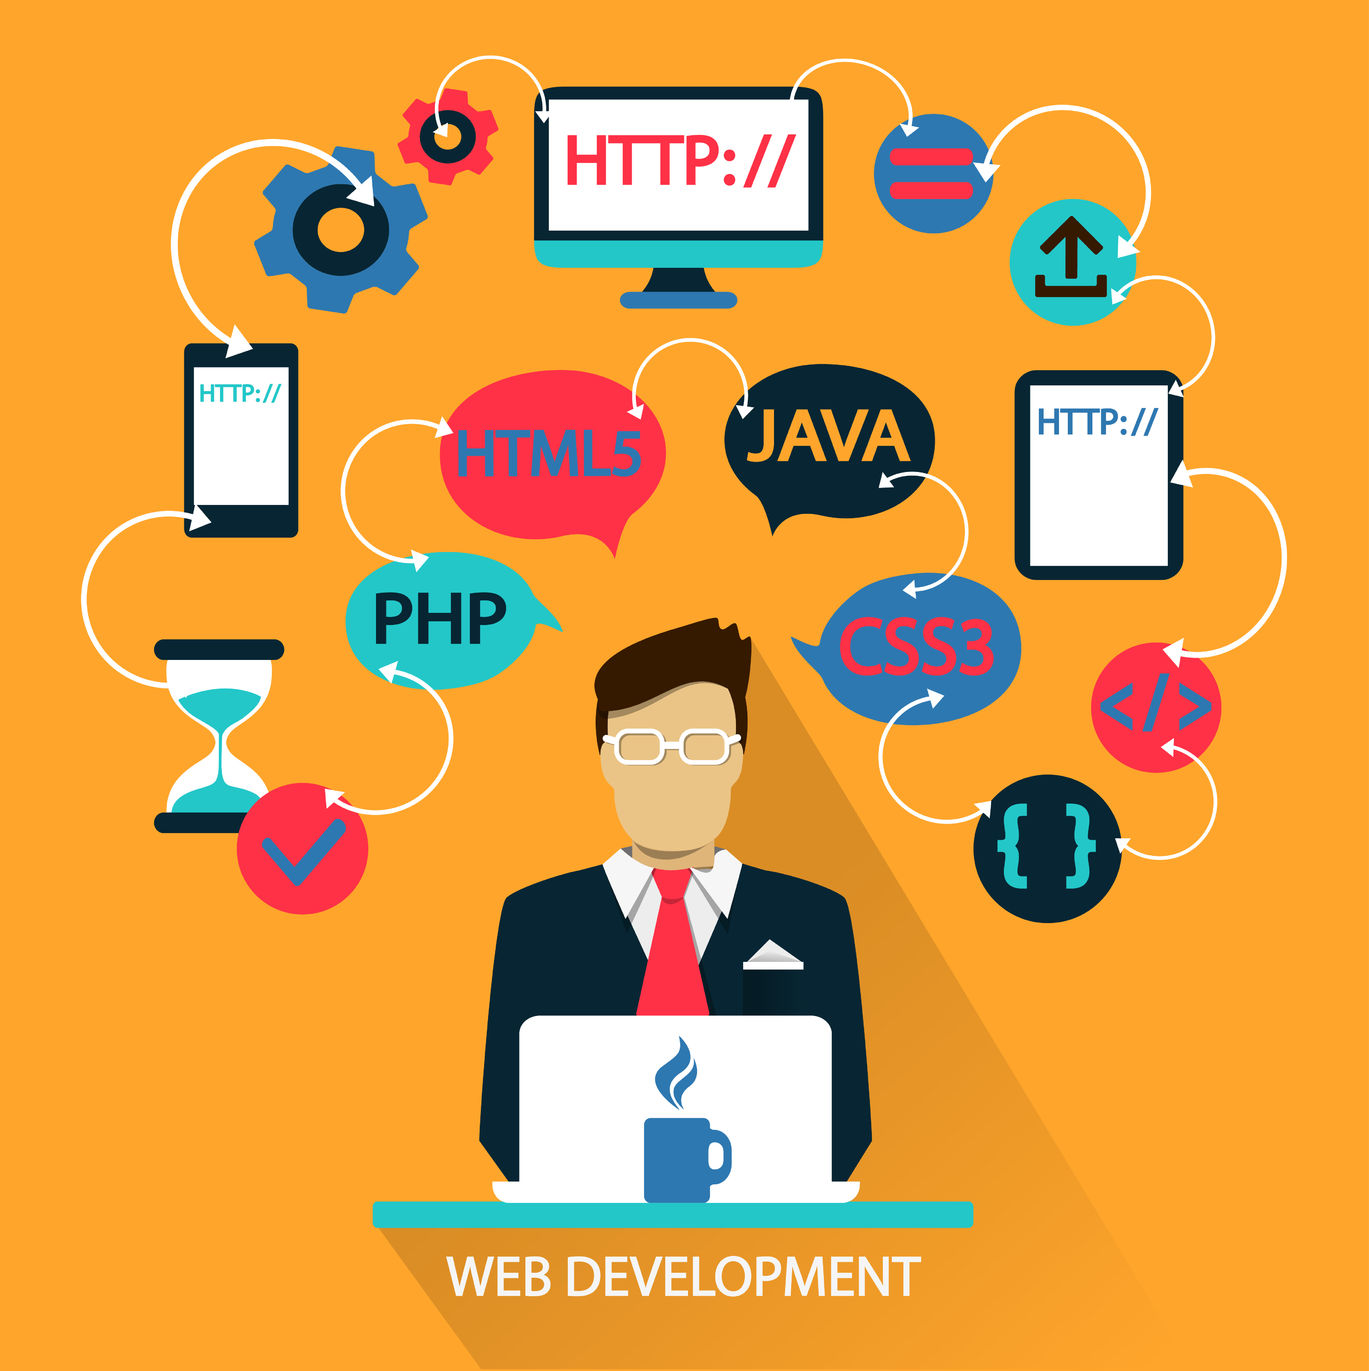 HTTP://
HTTP://
HTTP://
HTML5
JAVA
PHP
CSS3
</>
{ }
WEB DEVELOPMENT